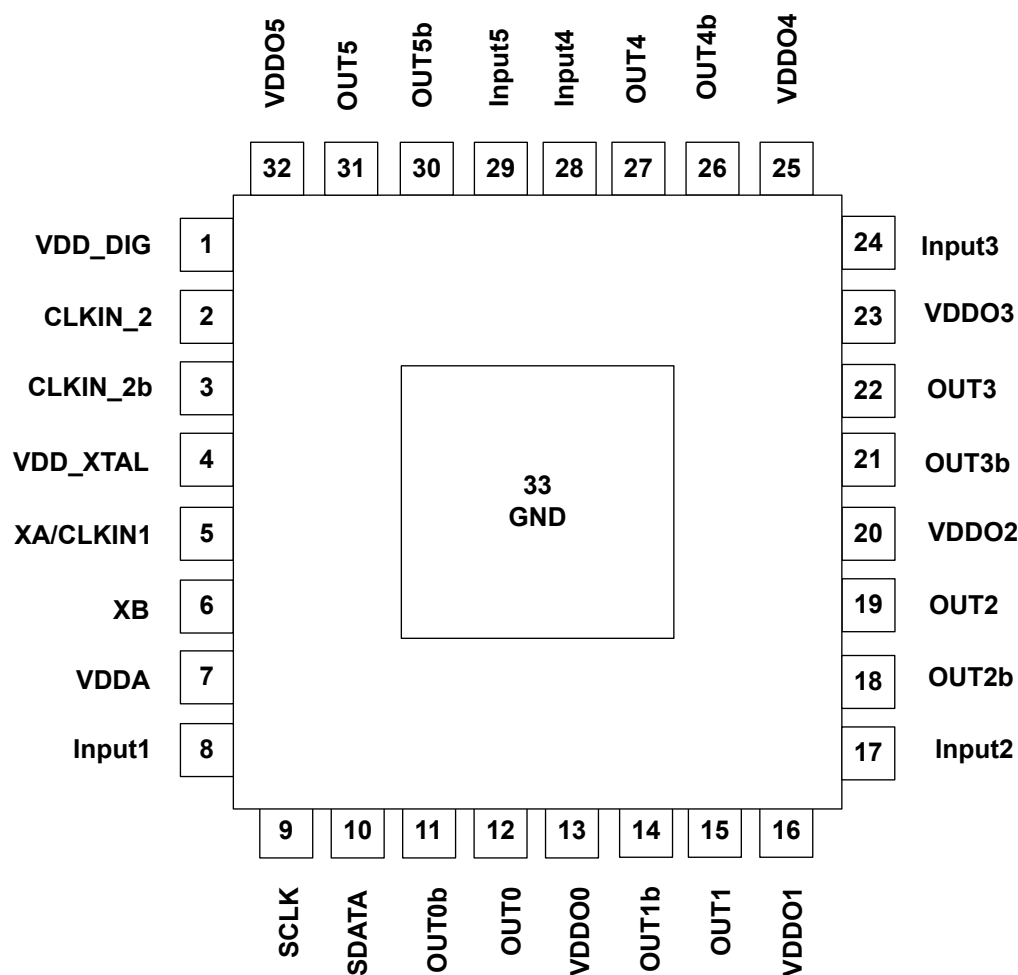 VDDO5
OUT5
OUT5b
Input5
Input4
OUT4
OUT4b
VDDO4
32
31
30
29
28
27
26
25
VDD_DIG
1
CLKIN_2
2
CLKIN_2b
3
VDD_XTAL
4
XA/CLKIN1
5
XB
6
VDDA
7
Input1
8
33
GND
24
Input3
23
VDDO3
22
OUT3
21
OUT3b
20
VDDO2
19
OUT2
18
OUT2b
17
Input2
9
10
11
12
13
14
15
16
SCLK
SDATA
OUT0b
OUT0
VDDO0
OUT1b
OUT1
VDDO1